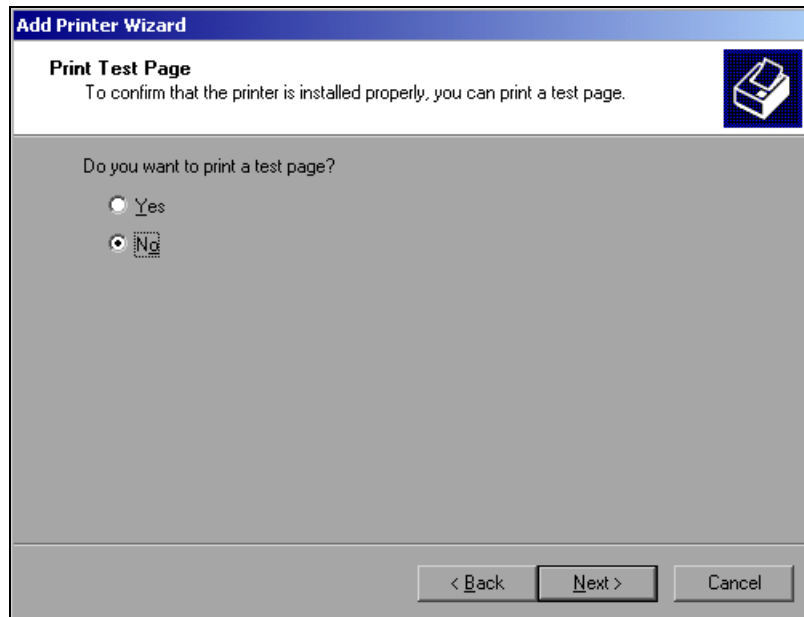 Add Printer Wizard
Print Test Page
To confirm that the printer is installed properly, you can print a test page.
Do you want to print a test page?
Yes
No
< Back Next > Cancel